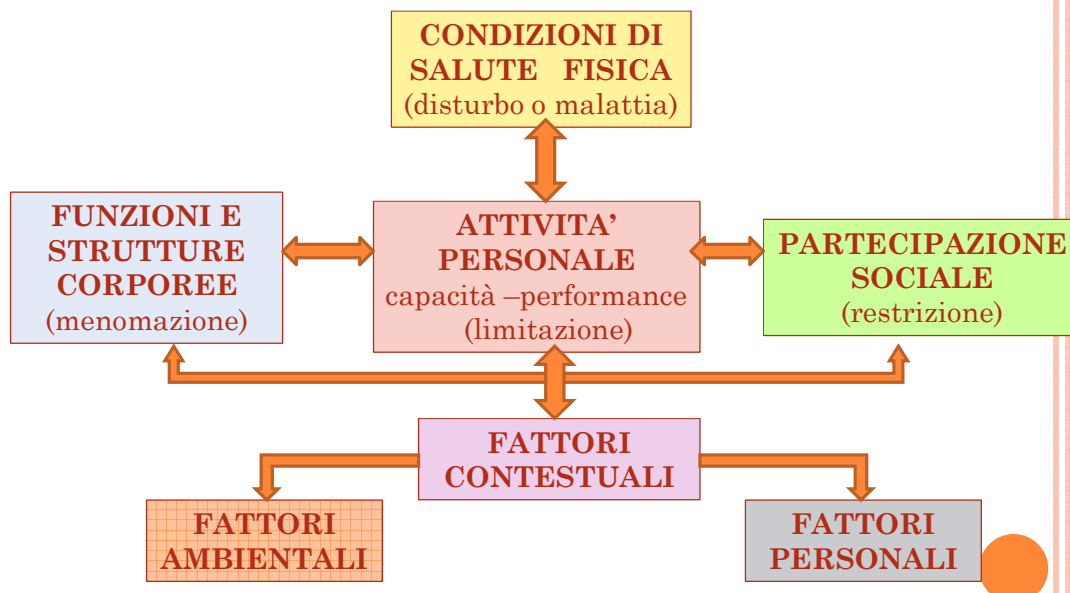 CONDIZIONI DI
SALUTE FISICA
(disturbo o malattia)
FUNZIONI E
STRUTTURE
CORPOREE
(menomazione)
ATTIVITA’
PERSONALE
capacità –performance
(limitazione)
PARTECIPAZIONE
SOCIALE
(restrizione)
FATTORI
CONTESTUALI
FATTORI
AMBIENTALI
FATTORI
PERSONALI